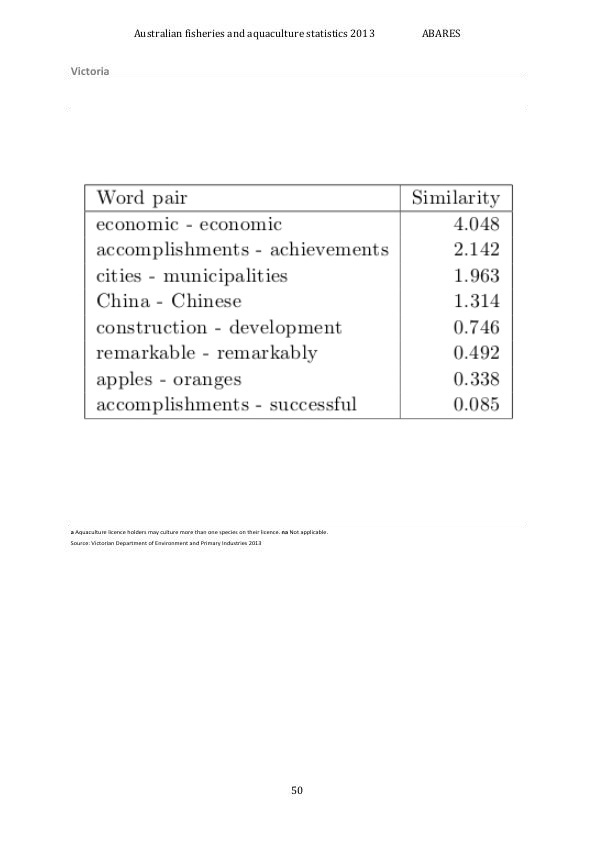 Australian fisheries and aquaculture statistics 2013 ABARES
Victoria
Word pair Similarity
economic - economic 4.048
accomplishments - achievements 2.142
cities - municipalities 1.963
China - Chinese 1.314
construction - development 0.746
remarkable - remarkably 0.492
apples - oranges 0.338
accomplishments - successful 0.085
a Aquaculture licence holders may culture more than one species on their licence. na Not applicable.
Source: Victorian Department of Environment and Primary Industries 2013
50